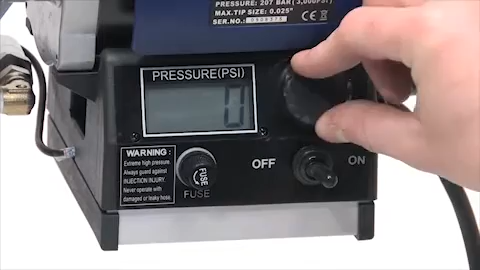 PRESSURE: 207 BAR (3,000PSI)
MAX.TIP SIZE: 0.025"
SER.NO.: CE
PRESSURE(PSI)
0
WARNING:
Extreme high pressure.
Always guard against
INJECTION INJURY.
Never operate with
damaged or leaky hose.
FUSE
FUSE
OFF
ON